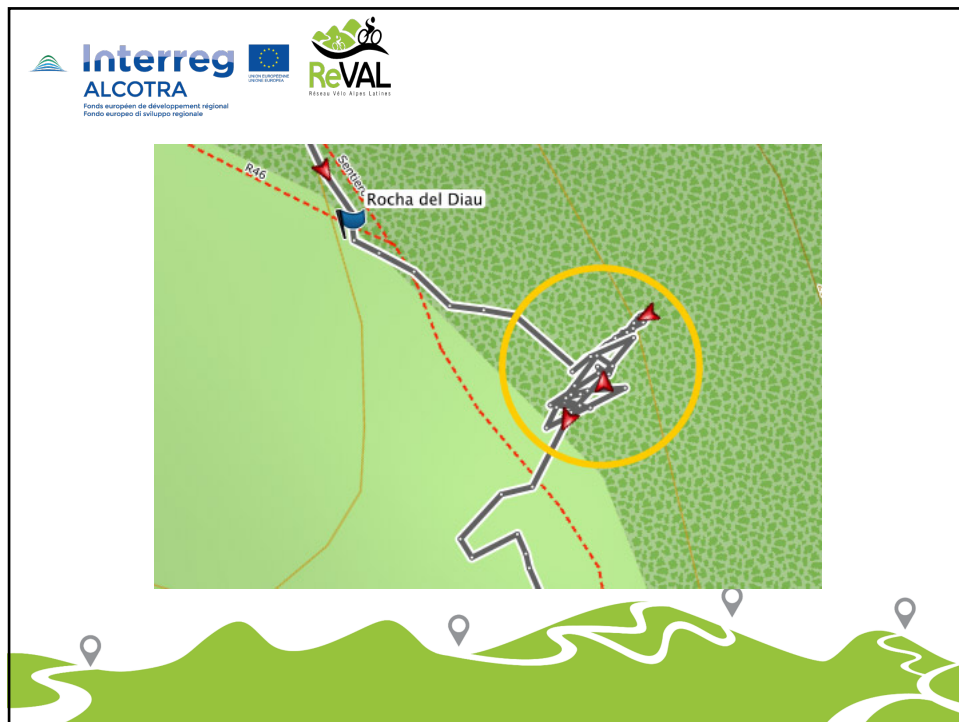 Interreg
ALCOTRA
Fonds européen de développement régional
Fondo europeo di sviluppo regionale
UNION EUROPÉENNE
UNIONE EUROPEA
ReVAL
Réseau Vélo Alpes Latines
R46
Sentiero
Rocha del Diau